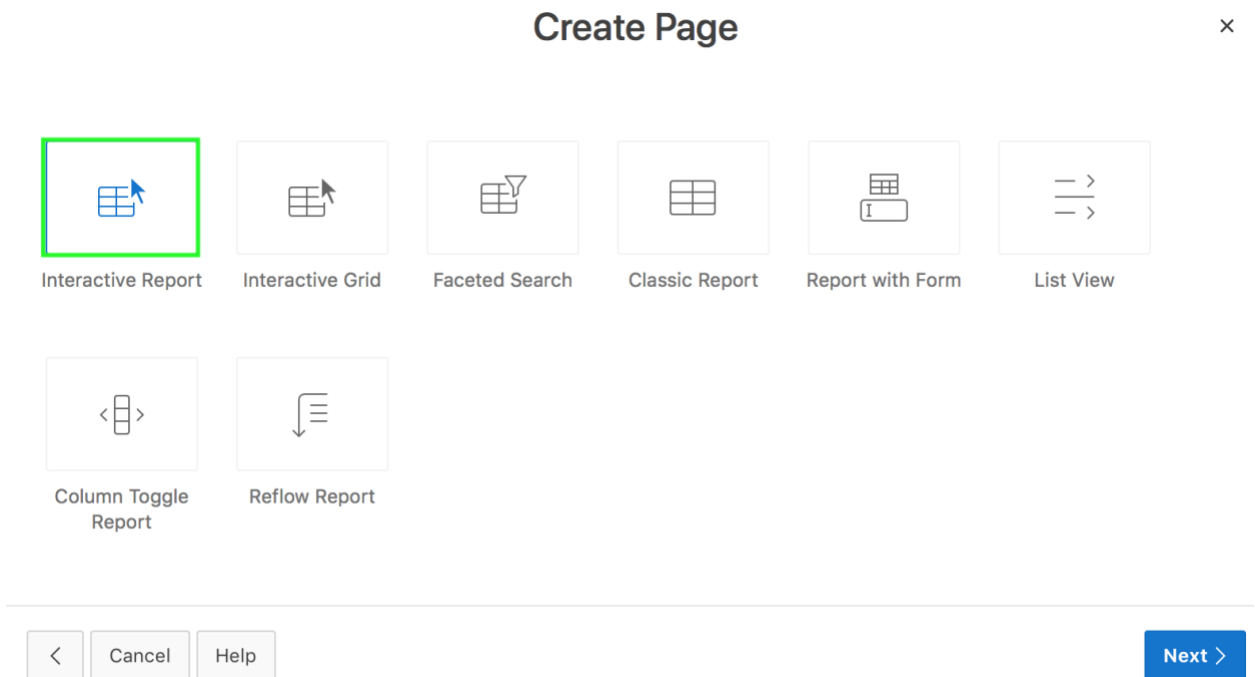 Create Page
Interactive Report
Interactive Grid
Faceted Search
Classic Report
Report with Form
List View
Column Toggle
Report
Reflow Report
Cancel
Help
Next